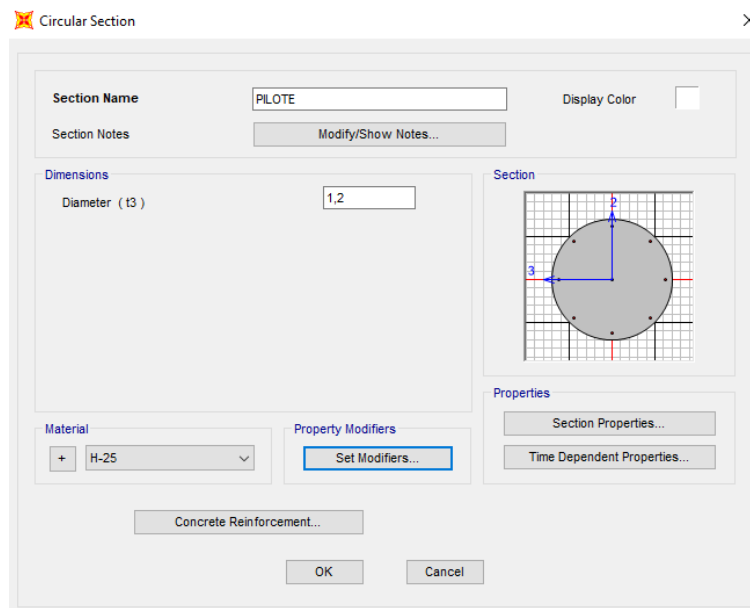 Circular Section
Section Name PILOTE Display Color
Section Notes Modify/Show Notes...
Dimensions
Diameter ( t3 ) 1,2
Section
2
3
Properties
Section Properties...
Time Dependent Properties...
Material
+ H-25
Property Modifiers
Set Modifiers...
Concrete Reinforcement...
OK Cancel